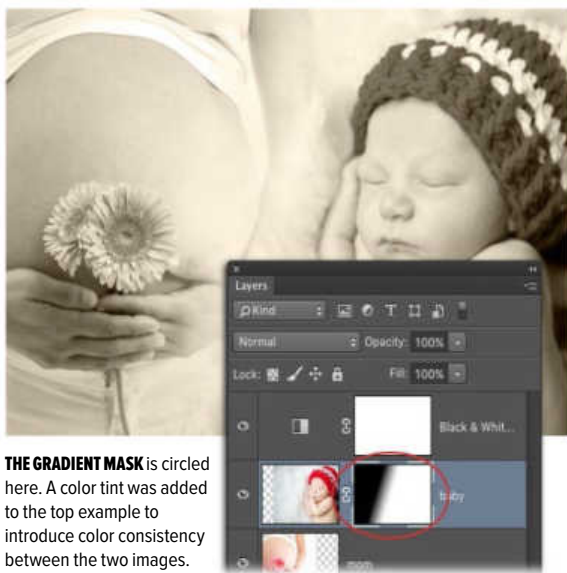 Layers
Kind
T
Normal Opacity: 100%
Lock: Fill: 100%
Black & Whit...
baby
mom
THE GRADIENT MASK is circled
here. A color tint was added
to the top example to
introduce color consistency
between the two images.